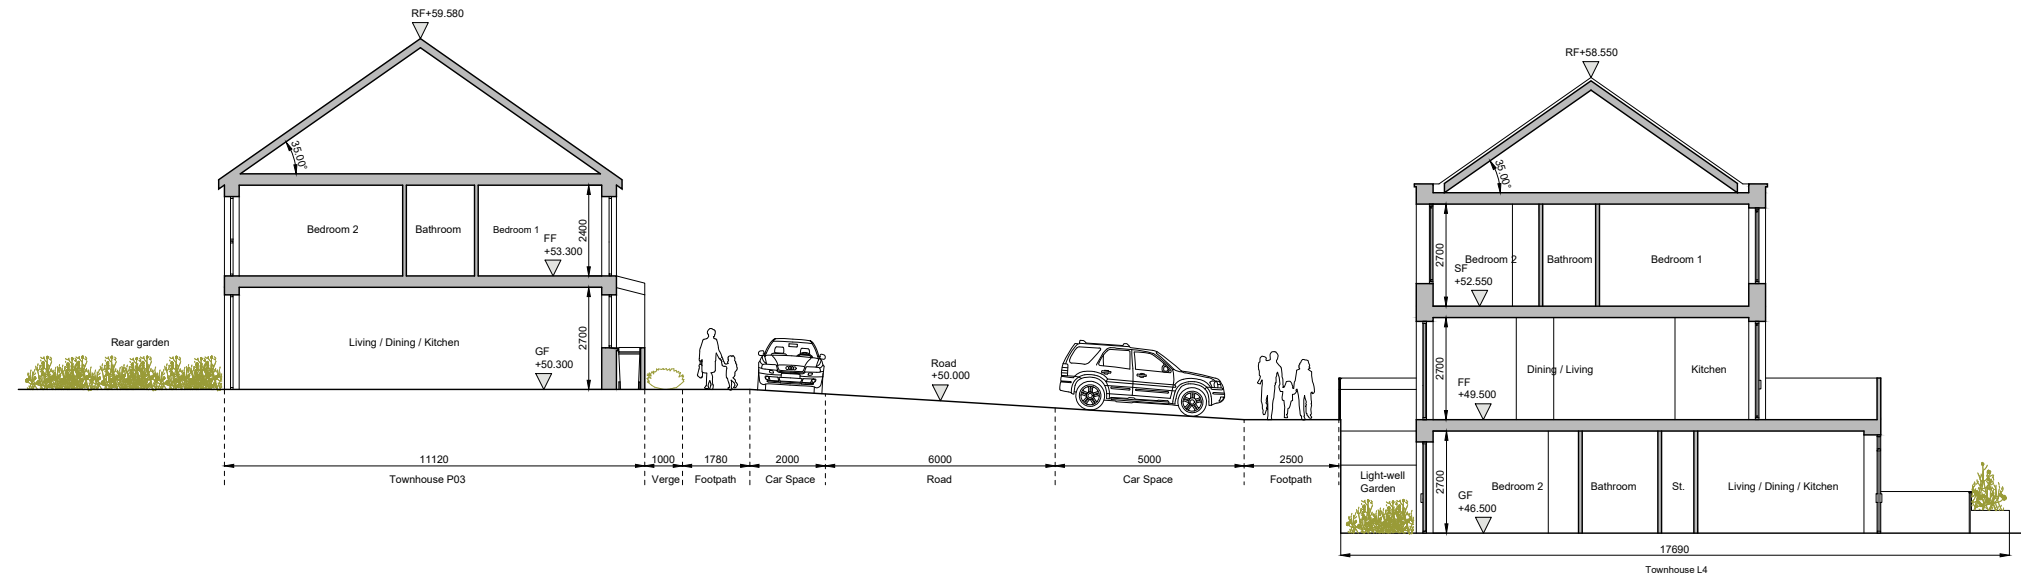 RF+59.580
35.00°
Bedroom 2
Bathroom
Bedroom 1
FF
+53.300
2400
Rear garden
Living / Dining / Kitchen
2700
GF
+50.300
Road
+50.000
11120
1000
1780
2000
6000
5000
2500
Townhouse P03
Verge
Footpath
Car Space
Road
Car Space
Footpath
RF+58.550
35.00°
2700
Bedroom 2
Bathroom
Bedroom 1
SF
+52.550
2700
Dining / Living
Kitchen
FF
+49.500
Light-well
Garden
2700
Bedroom 2
Bathroom
St.
Living / Dining / Kitchen
GF
+46.500
17690
Townhouse L4